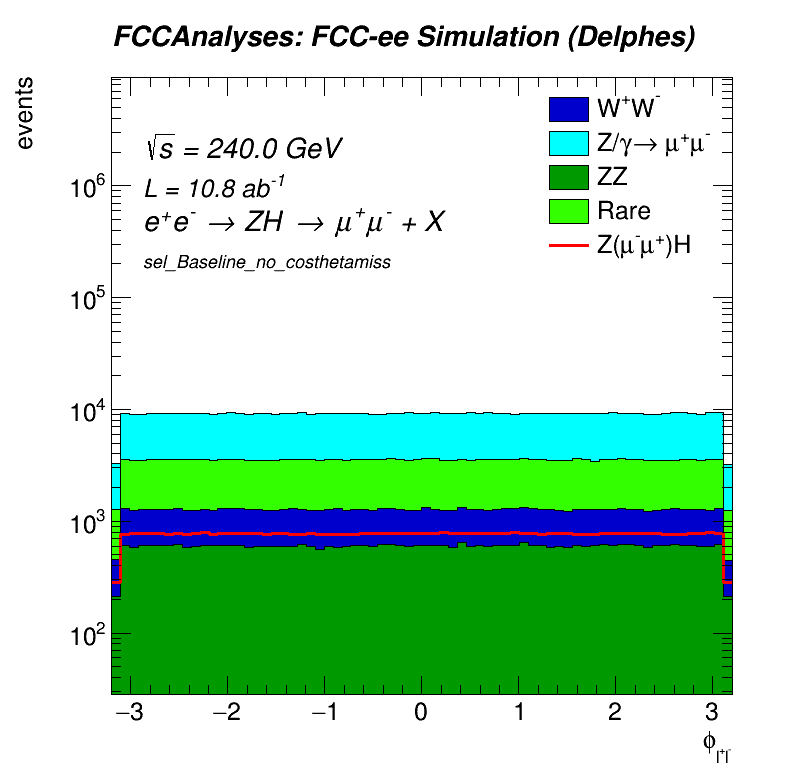 FCCAnalyses: FCC-ee Simulation (Delphes)
events
√s = 240.0 GeV
L = 10.8 ab⁻¹
e⁺e⁻ → ZH → μ⁺μ⁻ + X
sel_Baseline_no_costhetamiss
W⁺W⁻
Z/γ→ μ⁺μ⁻
ZZ
Rare
Z(μ⁻μ⁺)H
10⁶
10⁵
10⁴
10³
10²
−3 −2 −1 0 1 2 3
ϕ_l⁺l⁻